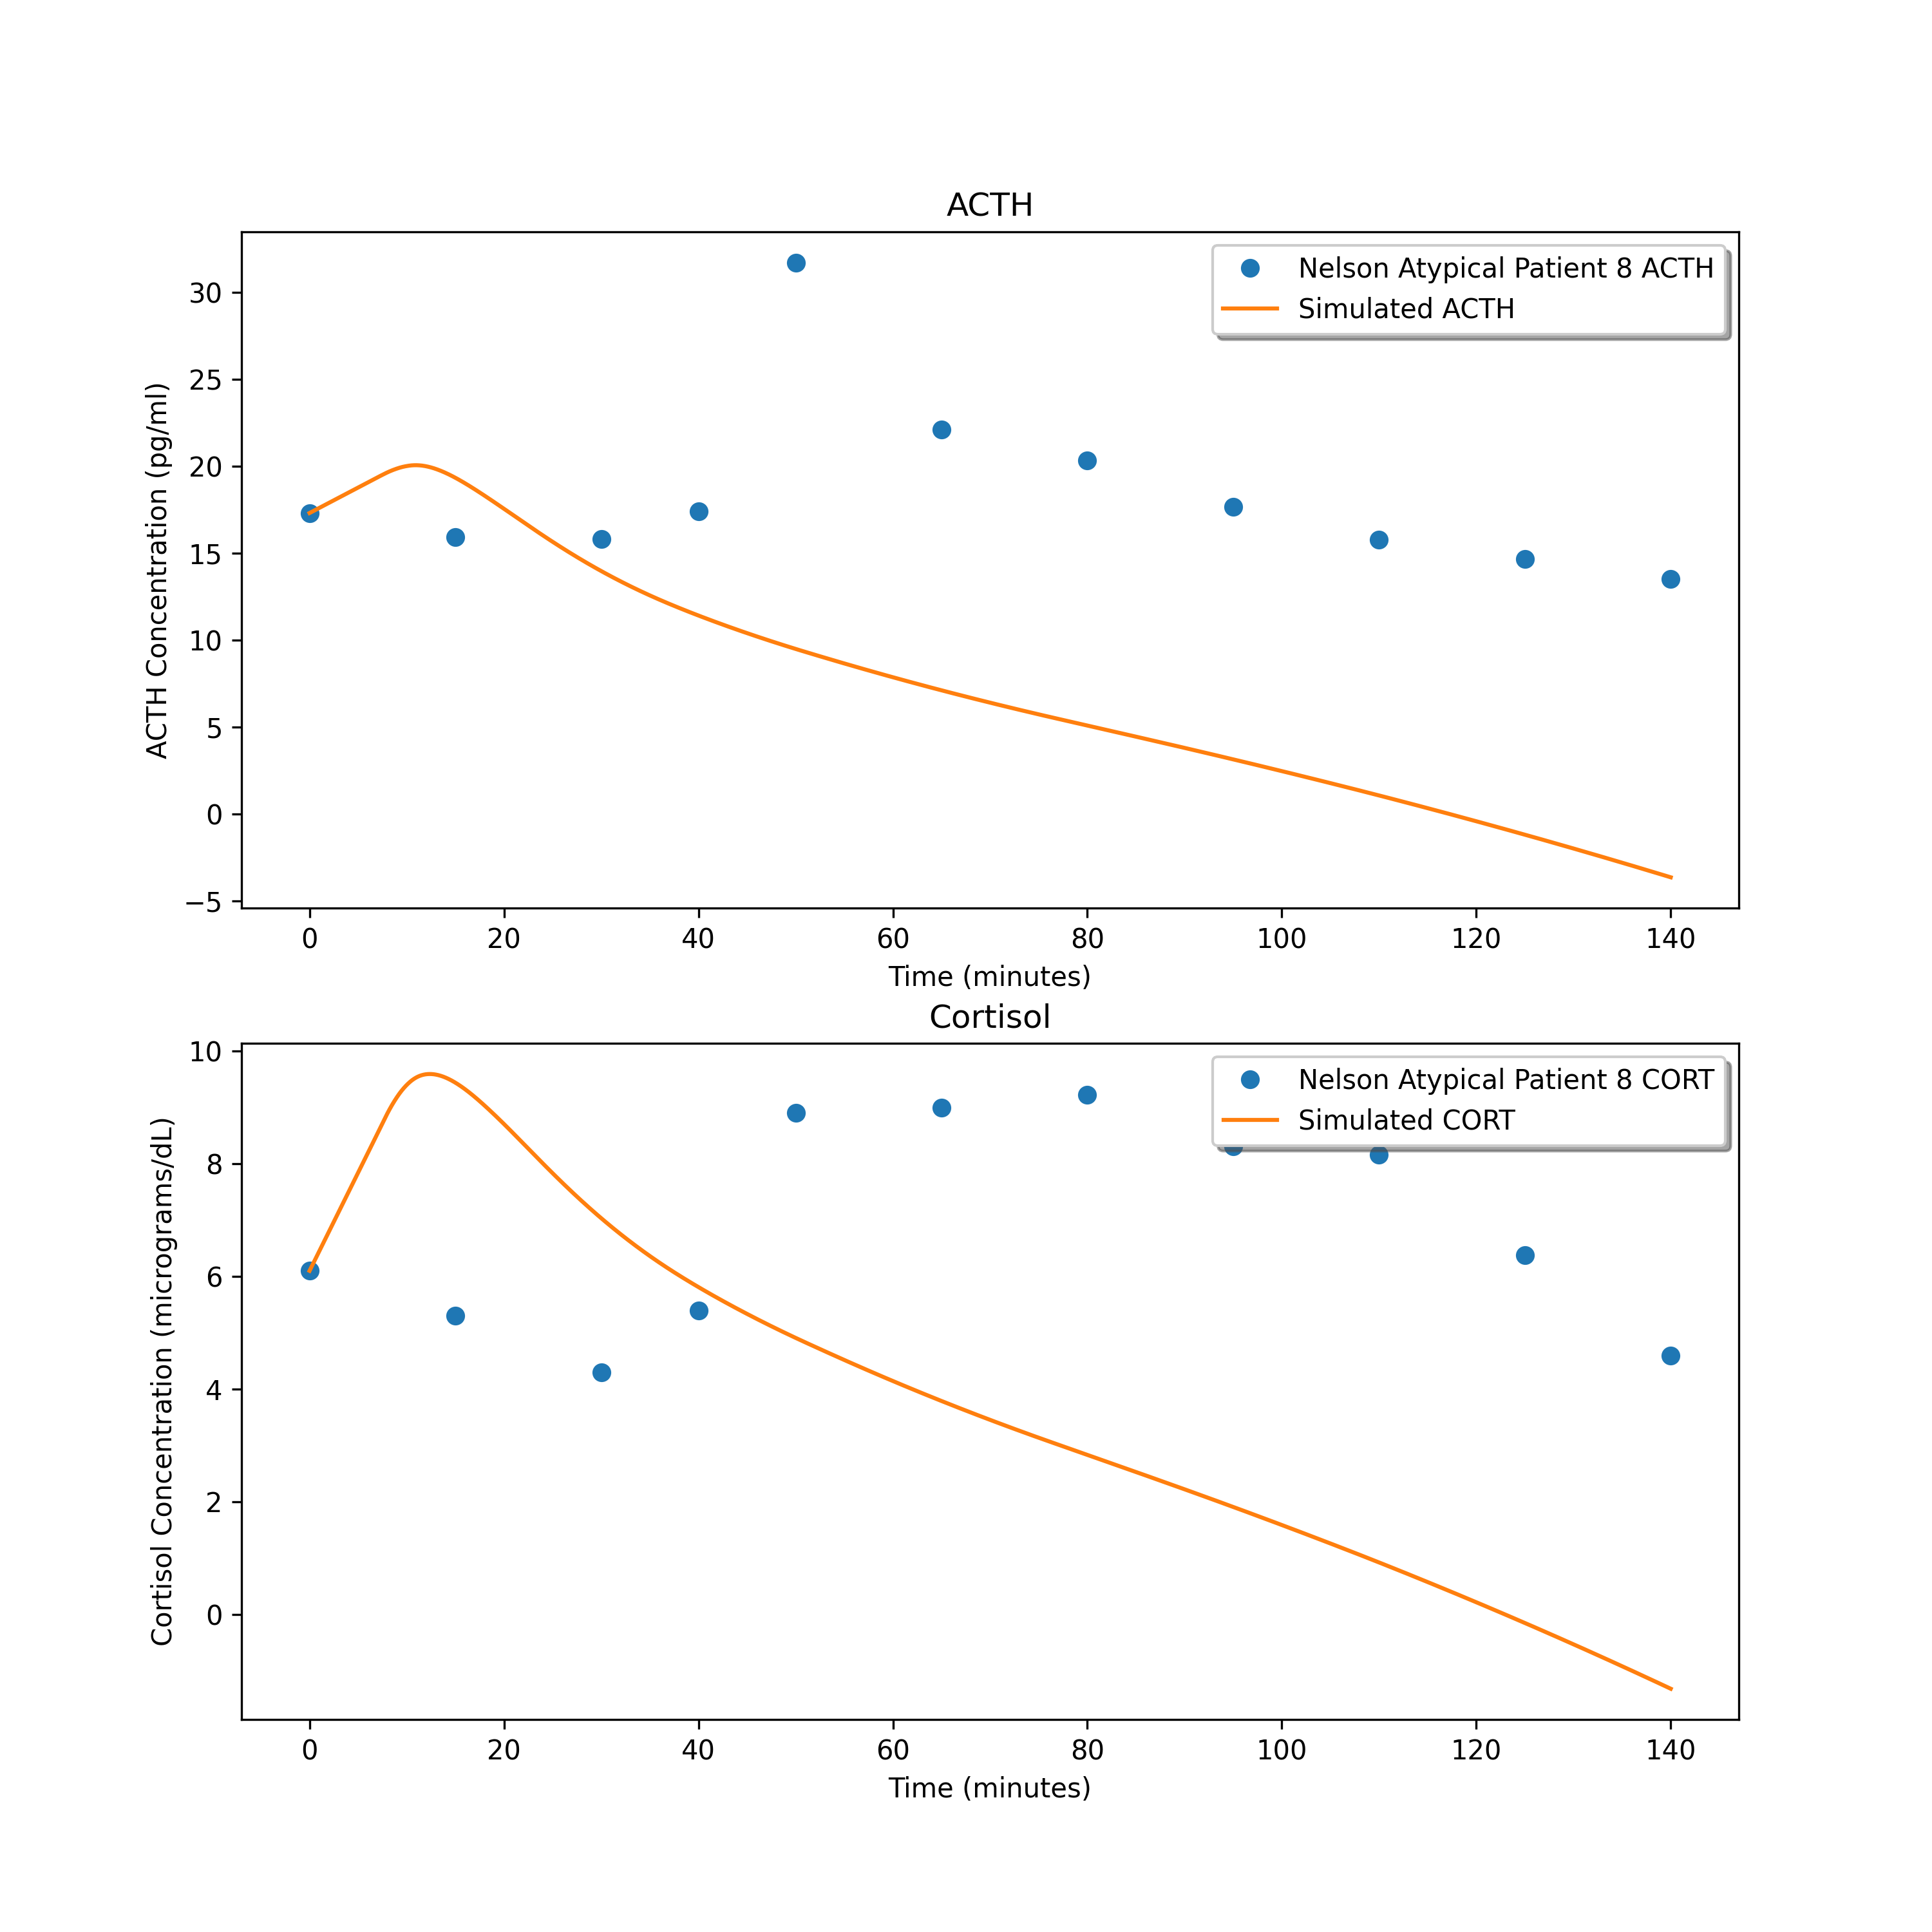 ACTH
Nelson Atypical Patient 8 ACTH
Simulated ACTH
ACTH Concentration (pg/ml)
30
25
20
15
10
5
0
−5
0 20 40 60 80 100 120 140
Time (minutes)
Cortisol
Nelson Atypical Patient 8 CORT
Simulated CORT
Cortisol Concentration (micrograms/dL)
10
8
6
4
2
0
0 20 40 60 80 100 120 140
Time (minutes)